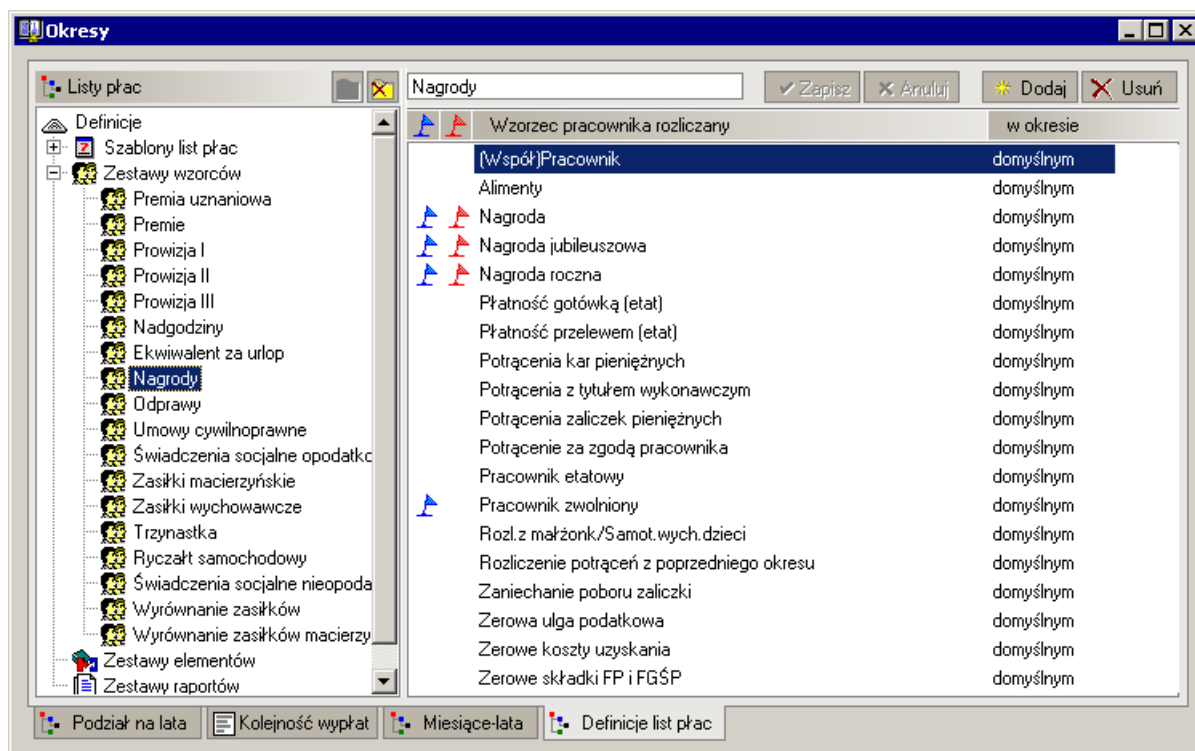 Okresy
Listy płac
Nagrody
Zapisz
Anuluj
Dodaj
Usuń
Definicje
Szablony list płac
Zestawy wzorców
Premia uznaniowa
Premie
Prowizja I
Prowizja II
Prowizja III
Nadgodziny
Ekwiwalent za urlop
Nagrody
Odprawy
Umowy cywilnoprawne
Świadczenia socjalne opodatkc
Zasiłki macierzyńskie
Zasiłki wychowawcze
Trzynastka
Ryczałt samochodowy
Świadczenia socjalne nieopoda
Wyrównanie zasiłków
Wyrównanie zasiłków macierzy
Zestawy elementów
Zestawy raportów
Wzorzec pracownika rozliczany w okresie
(Współ)Pracownik domyślnym
Alimenty domyślnym
Nagroda domyślnym
Nagroda jubileuszowa domyślnym
Nagroda roczna domyślnym
Płatność gotówką (etat) domyślnym
Płatność przelewem (etat) domyślnym
Potrącenia kar pieniężnych domyślnym
Potrącenia z tytułem wykonawczym domyślnym
Potrącenia zaliczek pieniężnych domyślnym
Potrącenie za zgodą pracownika domyślnym
Pracownik etatowy domyślnym
Pracownik zwolniony domyślnym
Rozl.z małżonk/Samot.wych.dzieci domyślnym
Rozliczenie potrąceń z poprzedniego okresu domyślnym
Zaniechanie poboru zaliczki domyślnym
Zerowa ulga podatkowa domyślnym
Zerowe koszty uzyskania domyślnym
Zerowe składki FP i FGŚP domyślnym
Podział na lata
Kolejność wypłat
Miesiące-lata
Definicje list płac